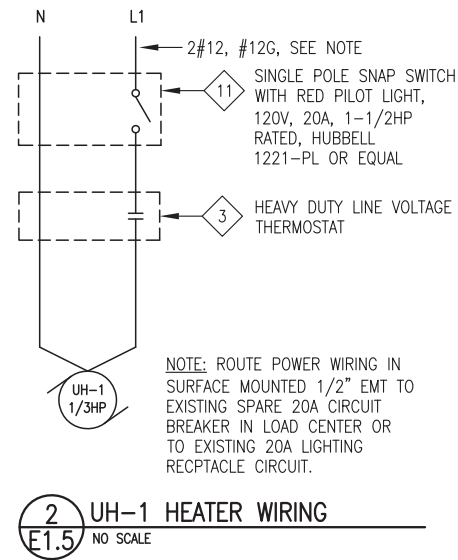 N L1
2#12, #12G, SEE NOTE
11
SINGLE POLE SNAP SWITCH
WITH RED PILOT LIGHT,
120V, 20A, 1-1/2HP
RATED, HUBBELL
1221-PL OR EQUAL
3
HEAVY DUTY LINE VOLTAGE
THERMOSTAT
UH-1
1/3HP
NOTE: ROUTE POWER WIRING IN
SURFACE MOUNTED 1/2" EMT TO
EXISTING SPARE 20A CIRCUIT
BREAKER IN LOAD CENTER OR
TO EXISTING 20A LIGHTING
RECPTACLE CIRCUIT.
2
E1.5
UH-1 HEATER WIRING
NO SCALE